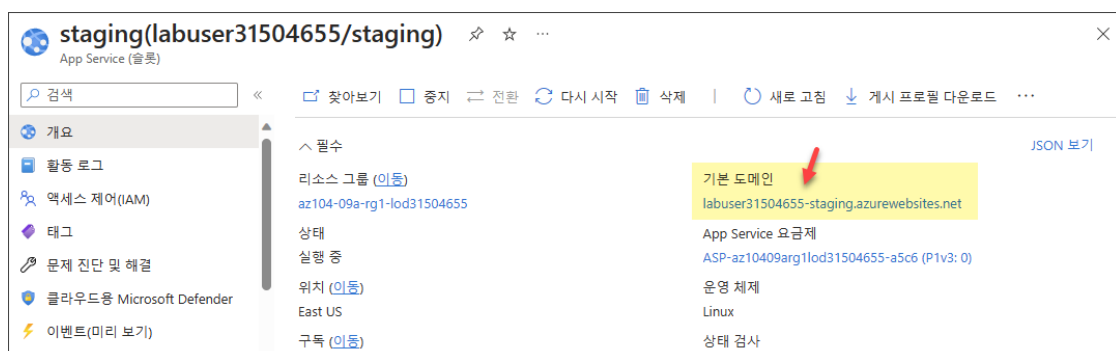 staging(labuser31504655/staging)
App Service (슬롯)
검색
찾아보기 중지 전환 다시 시작 삭제 새로 고침 게시 프로필 다운로드
개요
활동 로그
액세스 제어(IAM)
태그
문제 진단 및 해결
클라우드용 Microsoft Defender
이벤트(미리 보기)
필수
JSON 보기
리소스 그룹 (이동)
az104-09a-rg1-lod31504655
상태
실행 중
위치 (이동)
East US
구독 (이동)
기본 도메인
labuser31504655-staging.azurewebsites.net
App Service 요금제
ASP-az10409arg1lod31504655-a5c6 (P1v3: 0)
운영 체제
Linux
상태 검사